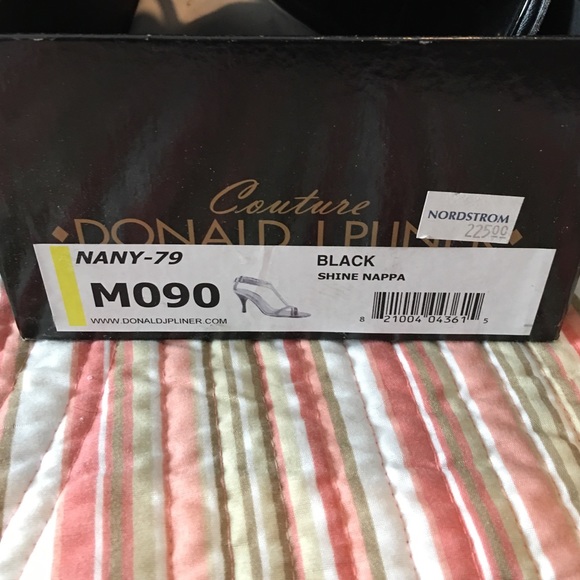 Couture
DONALD J PLINER
NORDSTROM
225.00
NANY-79
BLACK
SHINE NAPPA
M090
WWW.DONALDJPLINER.COM
8 21004 04361 5